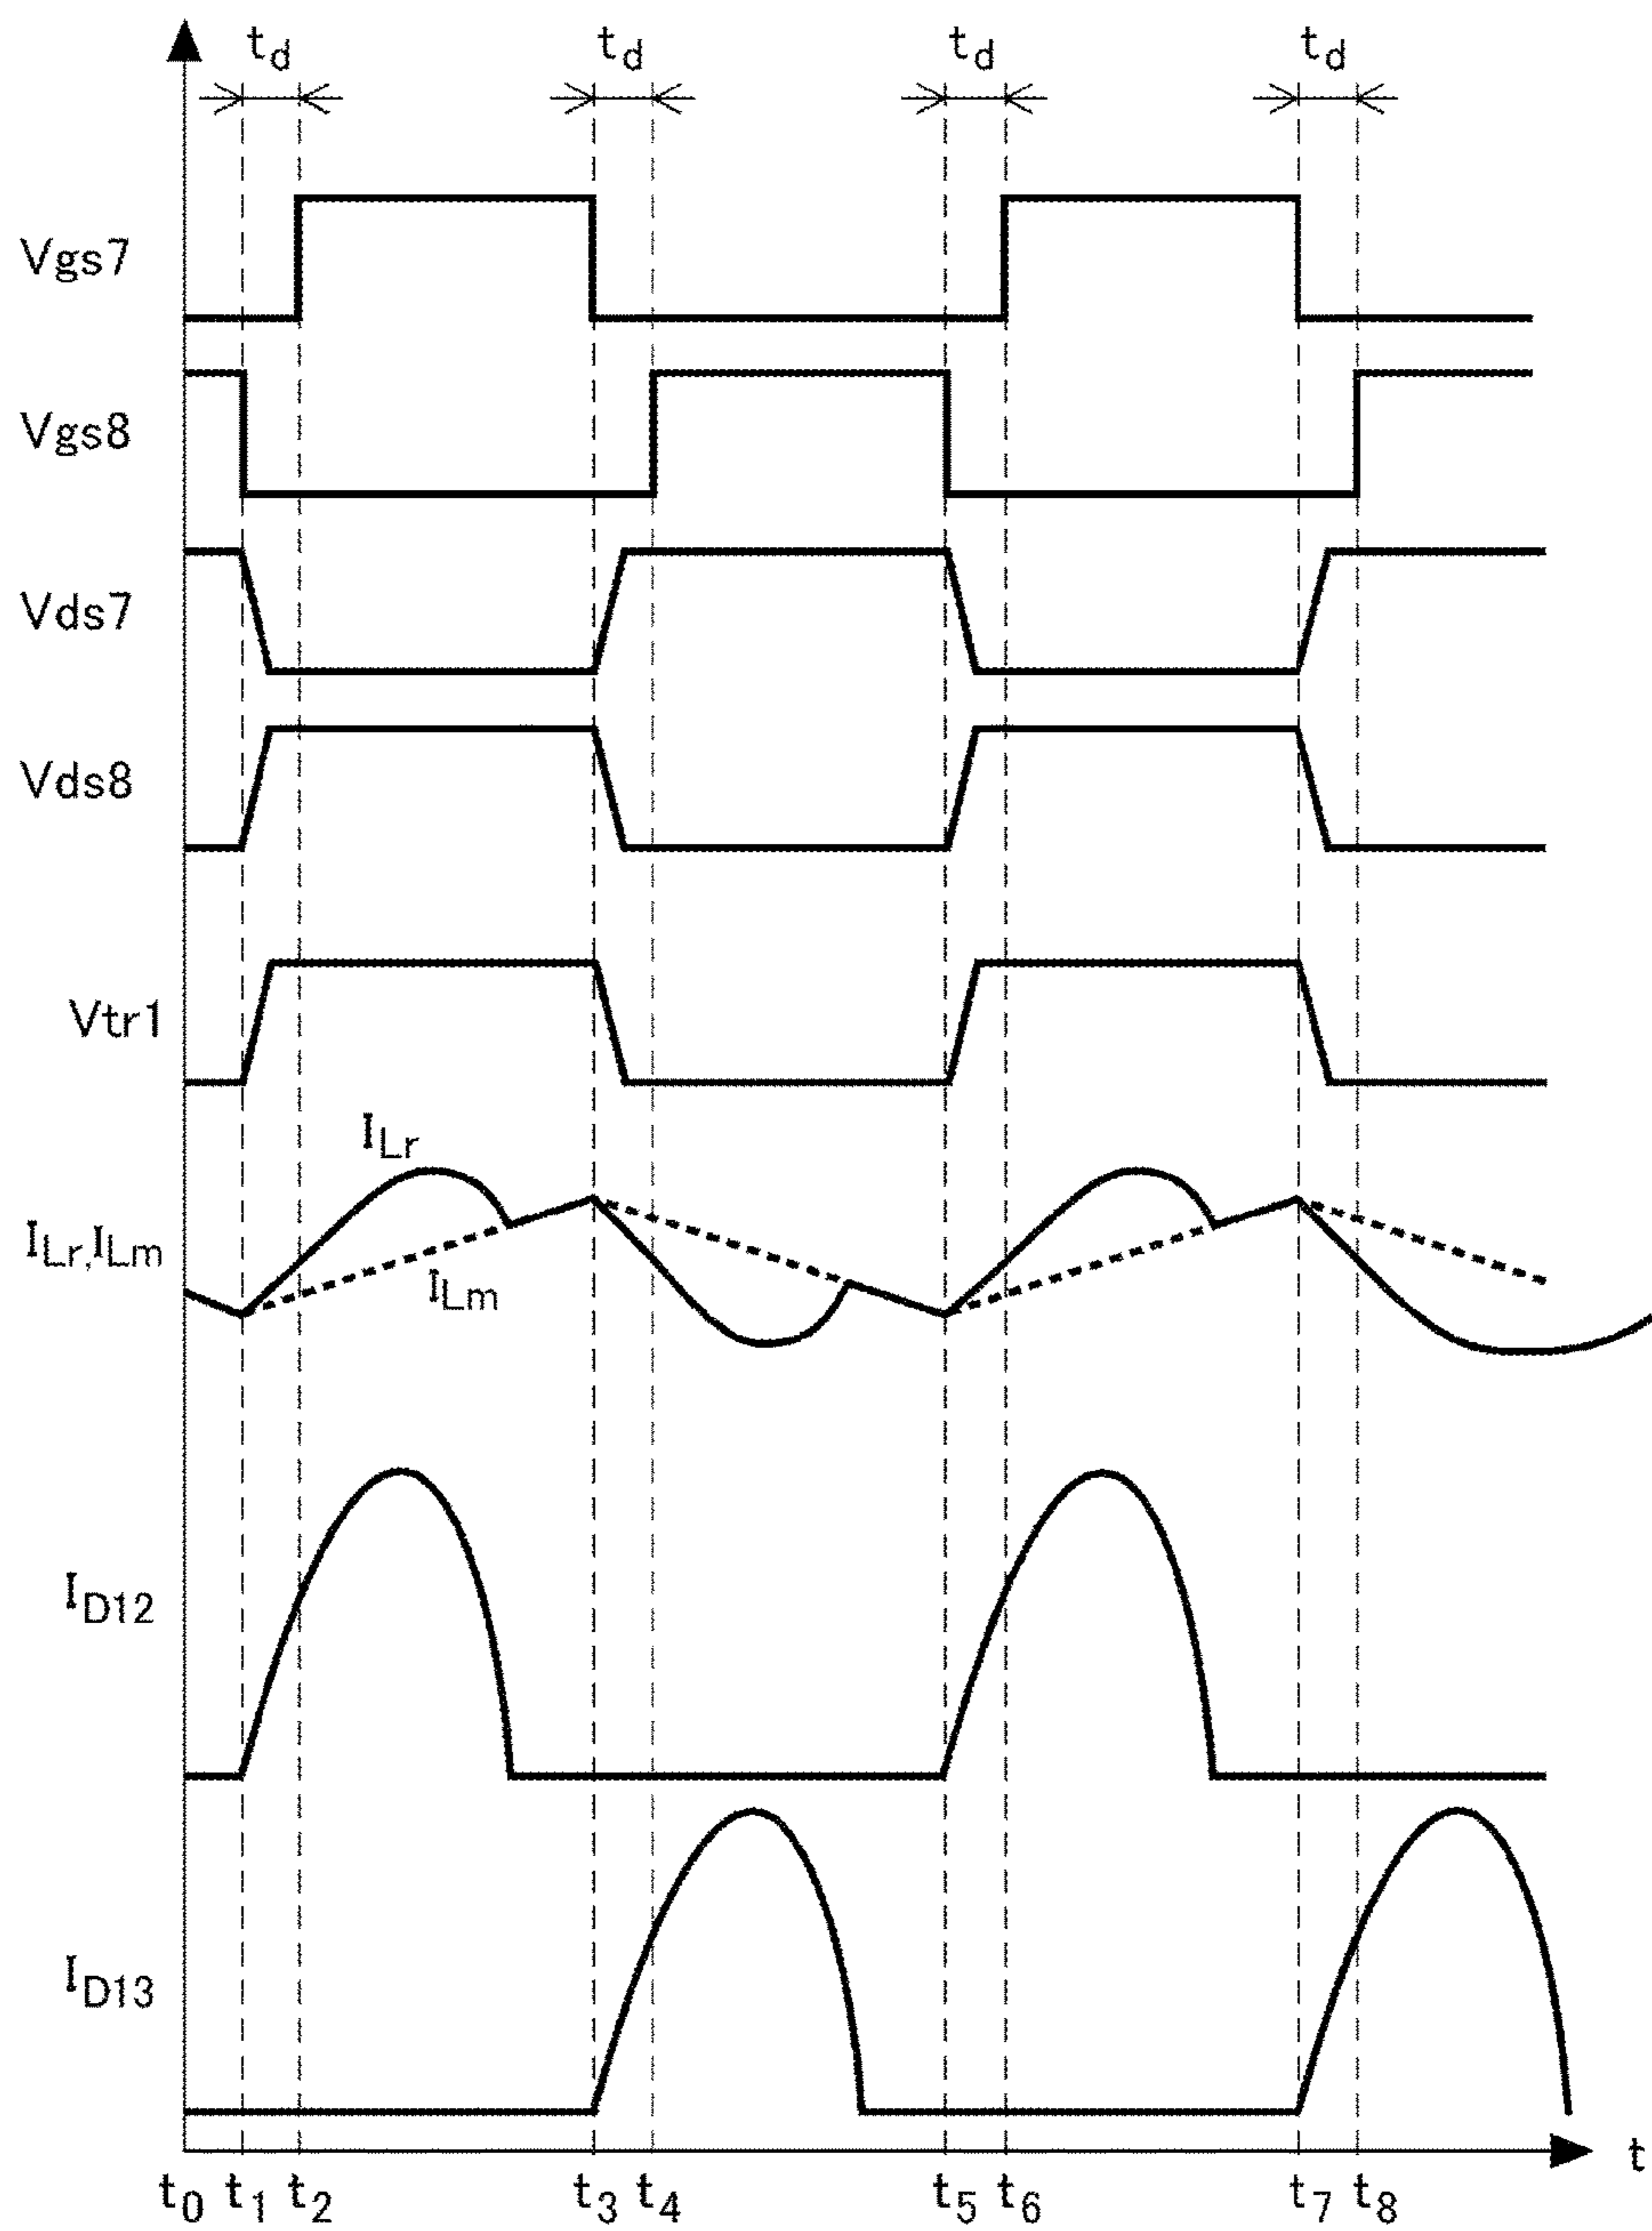 td td td td
Vgs7
Vgs8
Vds7
Vds8
Vtr1
ILr
ILr,ILm
ILm
ID12
ID13
t
t0 t1 t2 t3 t4 t5 t6 t7 t8